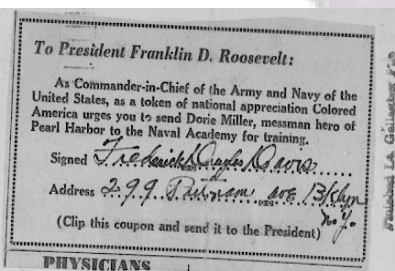 To President Franklin D. Roosevelt:
As Commander-in-Chief of the Army and Navy of the
United States, as a token of national appreciation Colored
America urges you to send Dorie Miller, messman hero of
Pearl Harbor to the Naval Academy for training.
Signed Frederick Douglas Davis
Address 299 Putnam ave B'klyn
N.Y.
(Clip this coupon and send it to the President)
PHYSICIANS